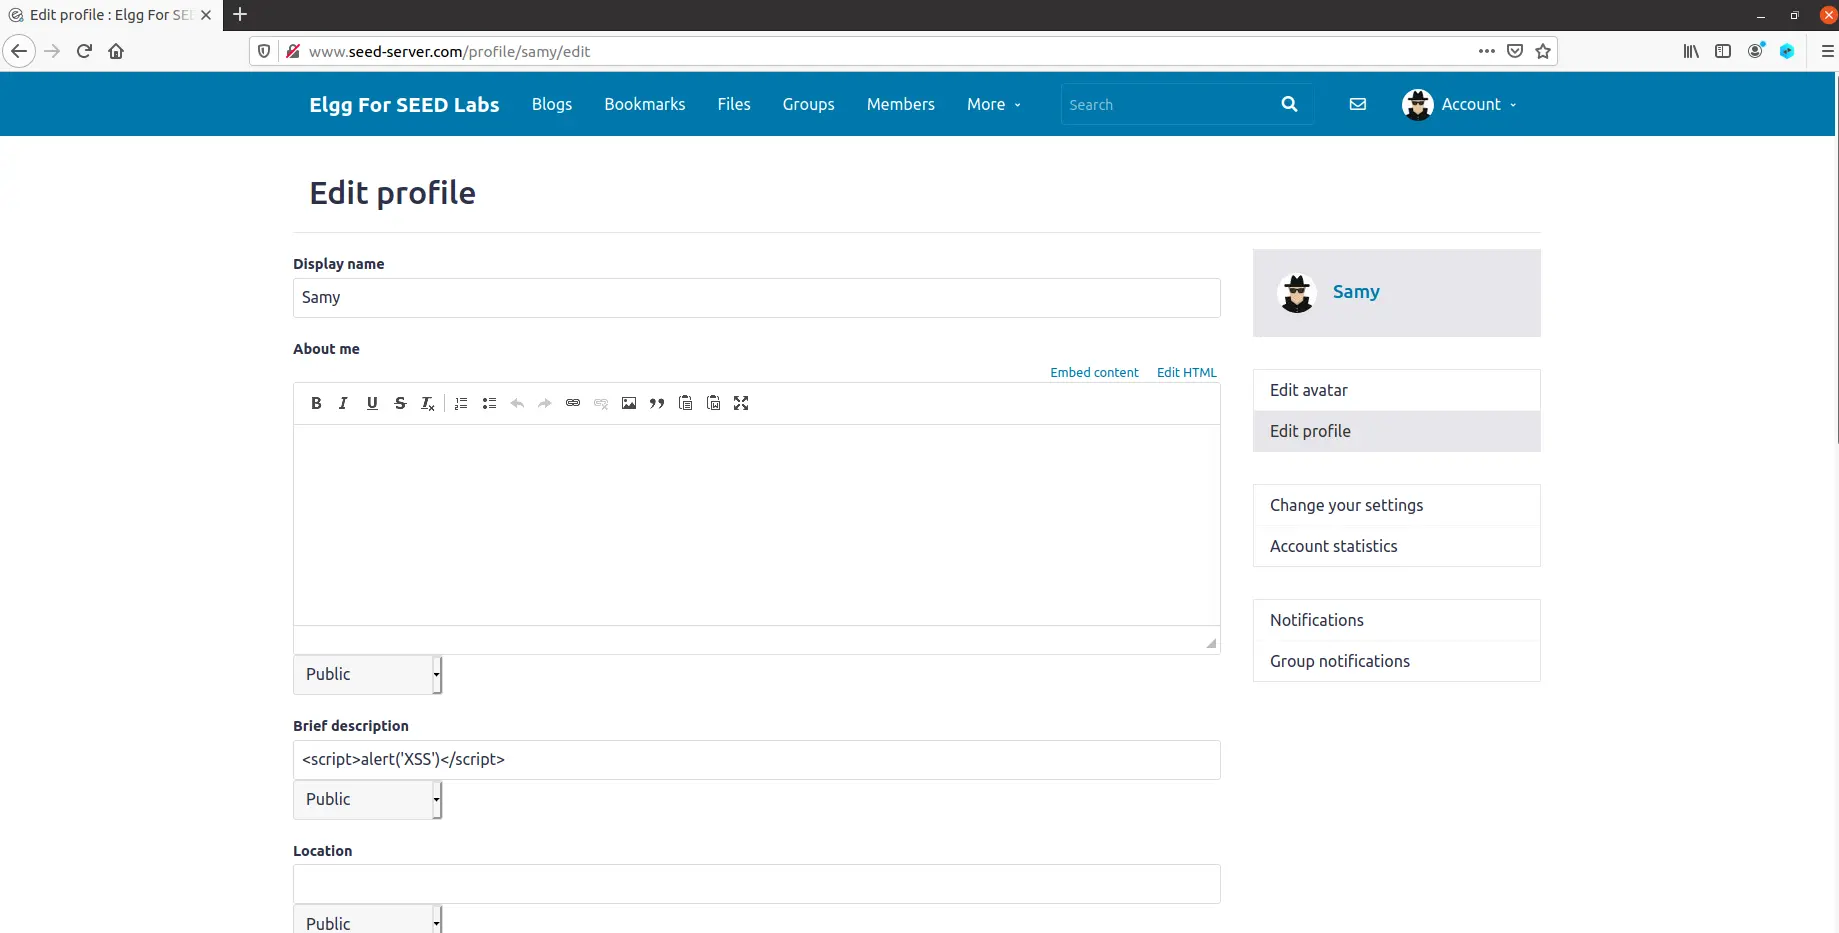 Edit profile : Elgg For SEE
www.seed-server.com/profile/samy/edit
Elgg For SEED Labs Blogs Bookmarks Files Groups Members More Search Account
Edit profile
Display name
Samy
Samy
About me
Embed content Edit HTML
Edit avatar
Edit profile
Change your settings
Account statistics
Notifications
Group notifications
Public
Brief description
<script>alert('XSS')</script>
Public
Location
Public